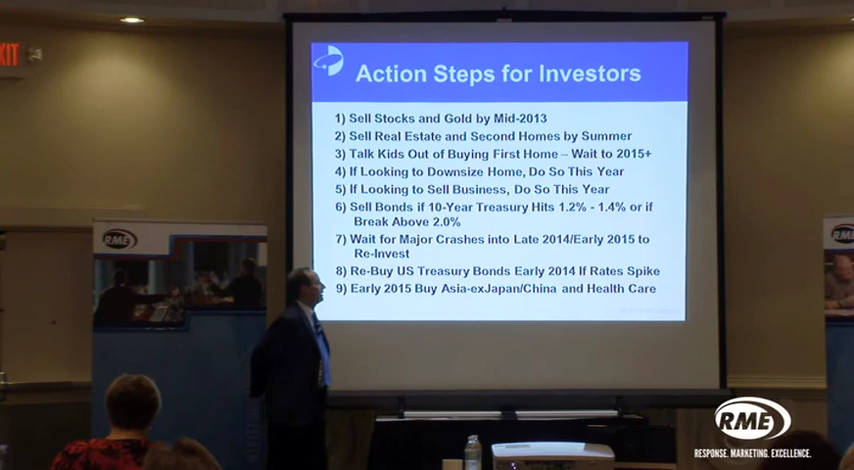 EXIT
Action Steps for Investors
1) Sell Stocks and Gold by Mid-2013
2) Sell Real Estate and Second Homes by Summer
3) Talk Kids Out of Buying First Home – Wait to 2015+
4) If Looking to Downsize Home, Do So This Year
5) If Looking to Sell Business, Do So This Year
6) Sell Bonds if 10-Year Treasury Hits 1.2% - 1.4% or if
Break Above 2.0%
7) Wait for Major Crashes into Late 2014/Early 2015 to
Re-Invest
8) Re-Buy US Treasury Bonds Early 2014 If Rates Spike
9) Early 2015 Buy Asia-exJapan/China and Health Care
RME
RME
RME
RESPONSE. MARKETING. EXCELLENCE.